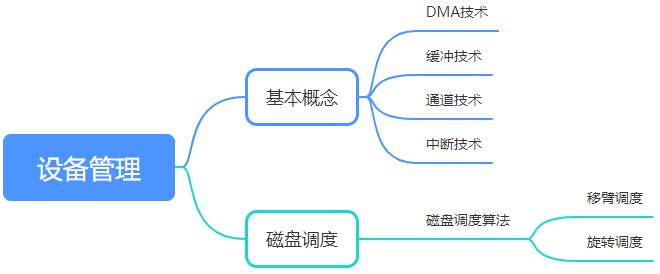 设备管理
基本概念
DMA技术
缓冲技术
通道技术
中断技术
磁盘调度
磁盘调度算法
移臂调度
旋转调度